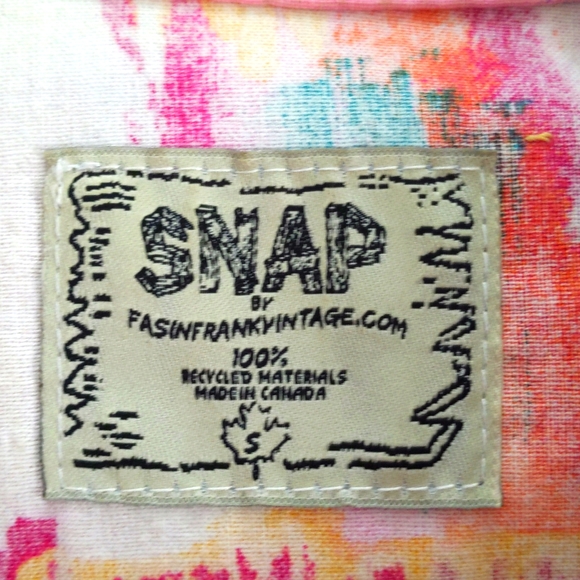 SNAP
BY
FASINFRANKVINTAGE.COM
100%
RECYCLED MATERIALS
MADE IN CANADA
S